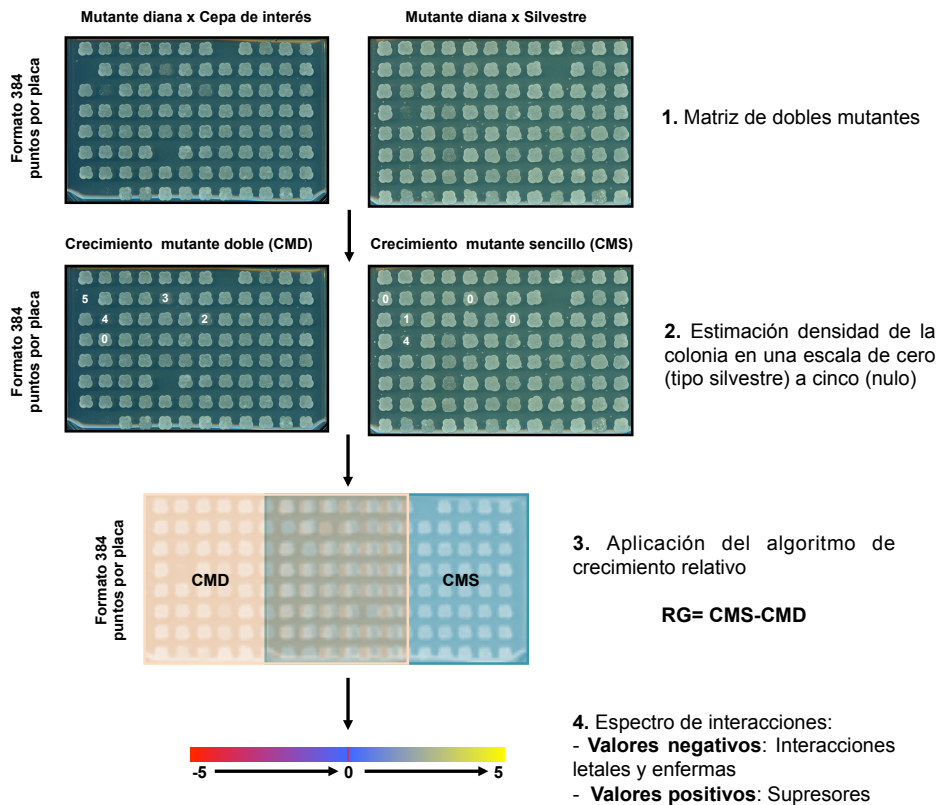 Mutante diana x Cepa de interés
Mutante diana x Silvestre
Formato 384
puntos por placa
1. Matriz de dobles mutantes
Crecimiento mutante doble (CMD)
Crecimiento mutante sencillo (CMS)
Formato 384
puntos por placa
5
3
4
2
0
0
0
1
0
4
2. Estimación densidad de la
colonia en una escala de cero
(tipo silvestre) a cinco (nulo)
Formato 384
puntos por placa
CMD
CMS
3. Aplicación del algoritmo de
crecimiento relativo
RG= CMS-CMD
-5
0
5
4. Espectro de interacciones:
- Valores negativos: Interacciones
letales y enfermas
- Valores positivos: Supresores